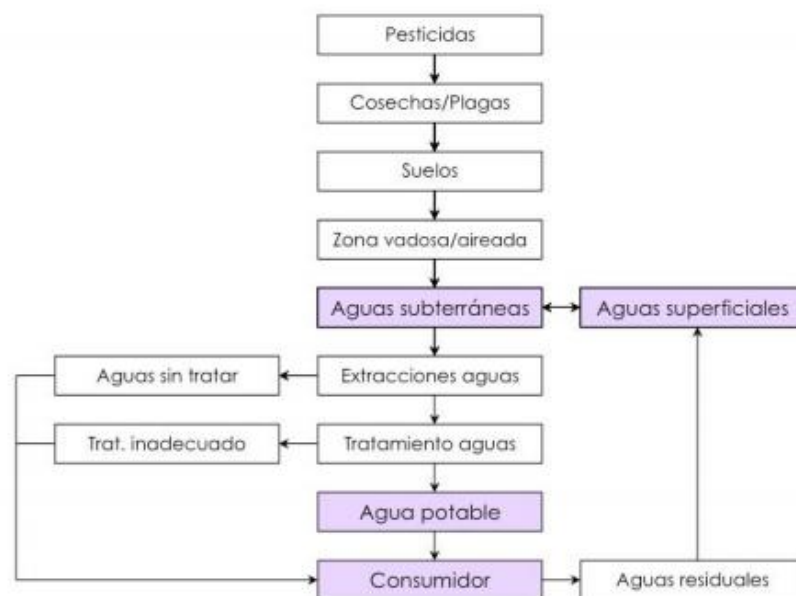 Pesticidas
Cosechas/Plagas
Suelos
Zona vadosa/aireada
Aguas subterráneas
Aguas superficiales
Aguas sin tratar
Extracciones aguas
Trat. inadecuado
Tratamiento aguas
Agua potable
Consumidor
Aguas residuales